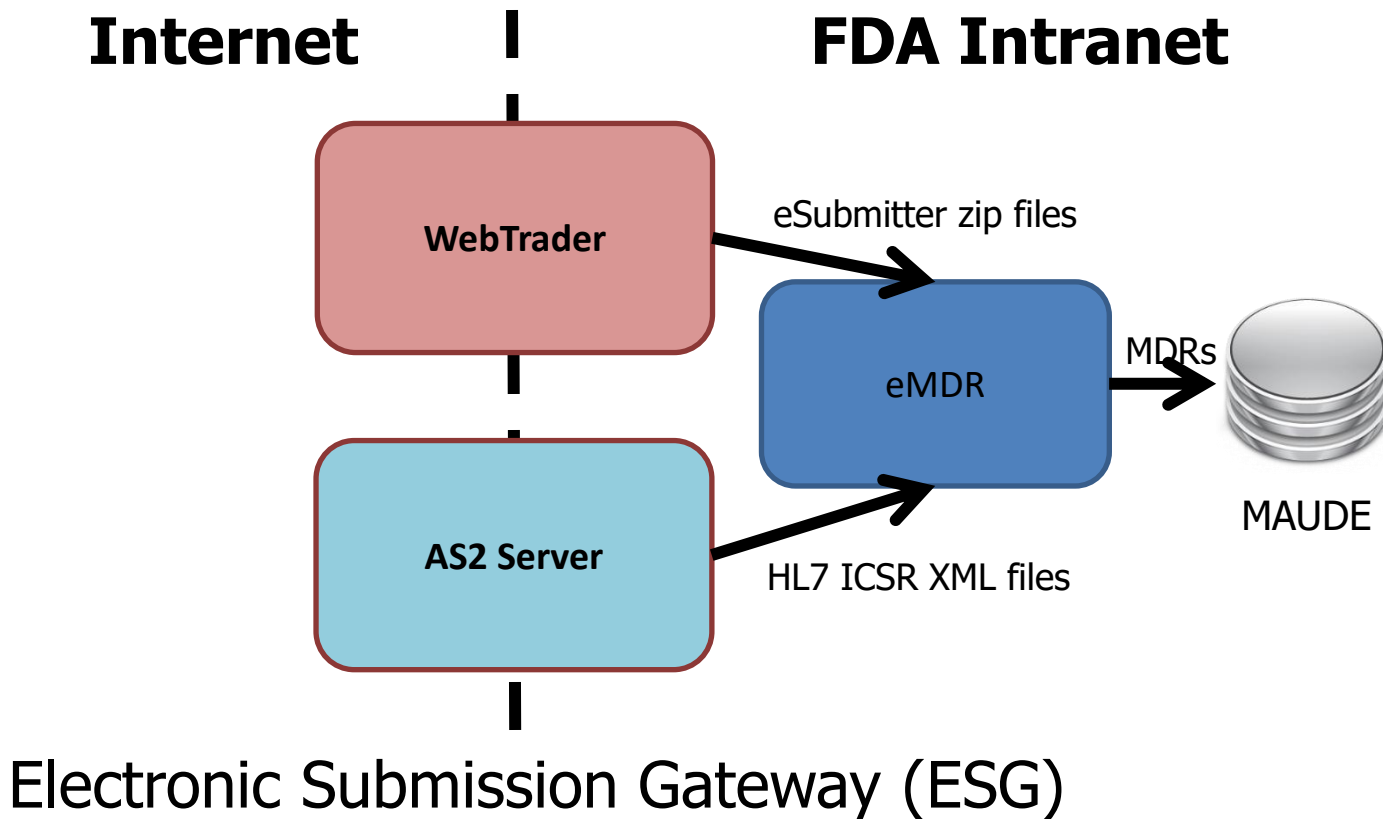 Internet
FDA Intranet
WebTrader
eSubmitter zip files
eMDR
MDRs
MAUDE
AS2 Server
HL7 ICSR XML files
Electronic Submission Gateway (ESG)